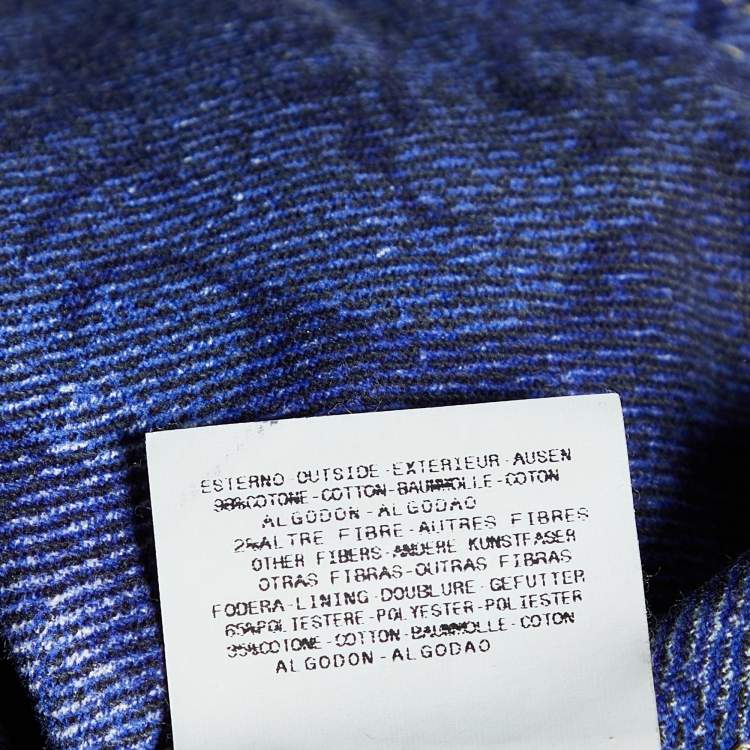 ESTERNO-OUTSIDE-EXTERIEUR-AUSEN
98%COTONE-COTTON-BAUMWOLLE-COTON
ALGODON-ALGODAO
2%ALTRE FIBRE-AUTRES FIBRES
OTHER FIBERS-ANDERE KUNSTFASER
OTRAS FIBRAS-OUTRAS FIBRAS
FODERA-LINING-DOUBLURE-GEFUTTER
65%POLIESTERE-POLYESTER-POLIESTER
35%COTONE-COTTON-BAUMWOLLE-COTON
ALGODON-ALGODAO